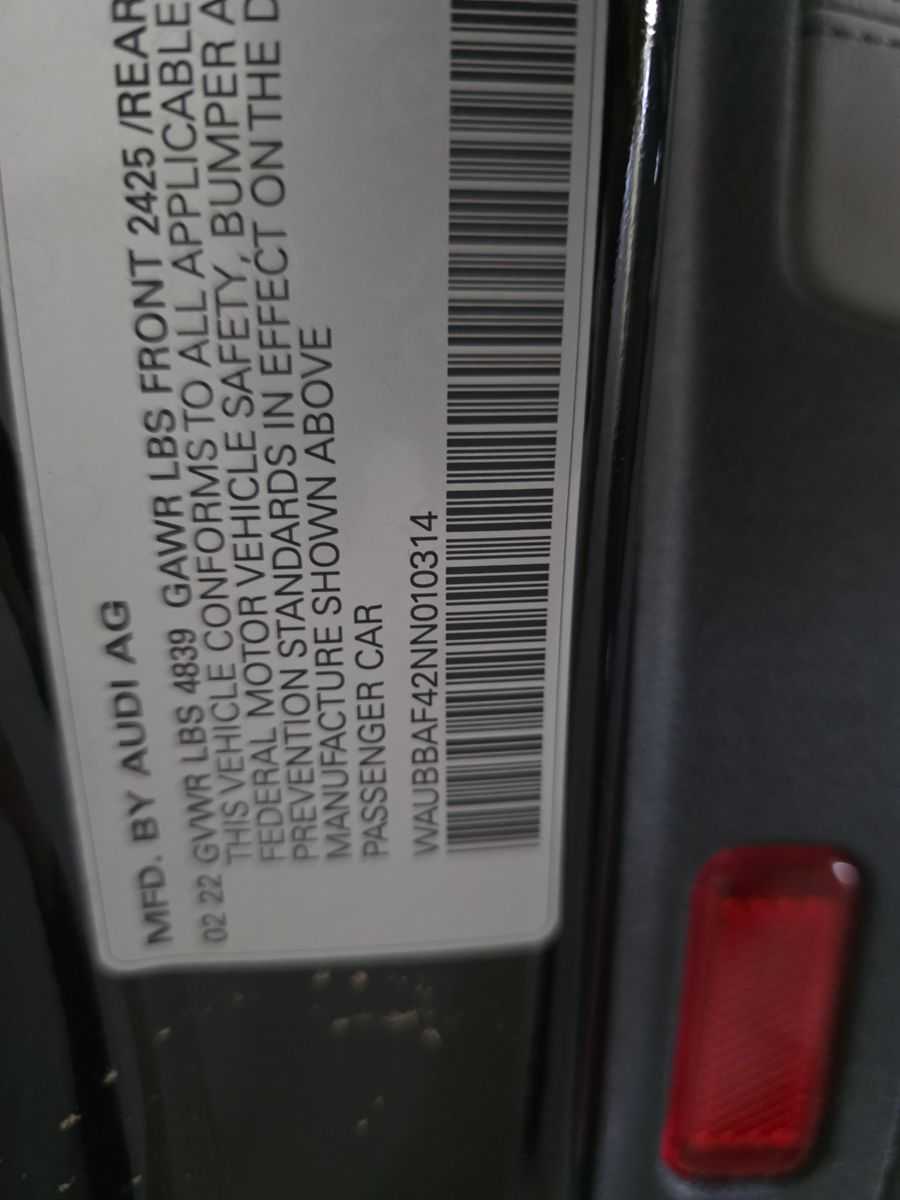 MFD. BY AUDI AG
02 22 GVWR LBS 4839 GAWR LBS FRONT 2425 /REAR
THIS VEHICLE CONFORMS TO ALL APPLICABLE
FEDERAL MOTOR VEHICLE SAFETY, BUMPER A
PREVENTION STANDARDS IN EFFECT ON THE D
MANUFACTURE SHOWN ABOVE
PASSENGER CAR
WAUBBAF42NN010314